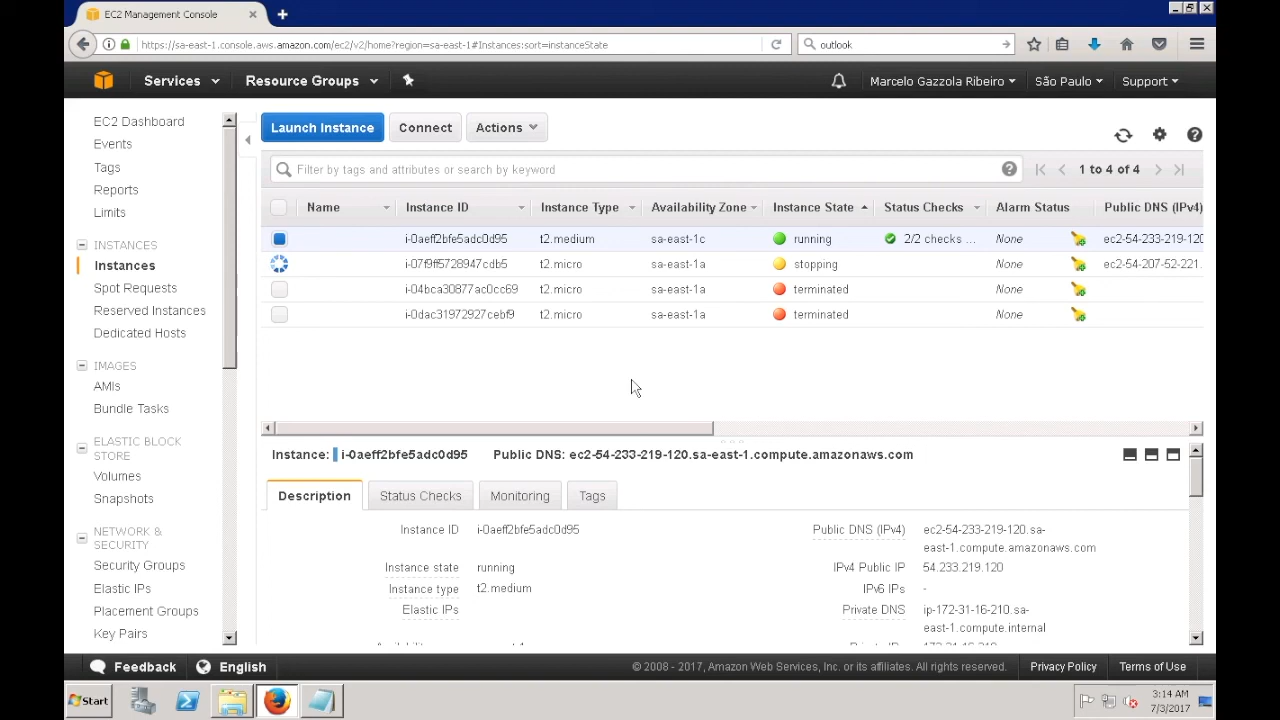 EC2 Management Console
https://sa-east-1.console.aws.amazon.com/ec2/v2/home?region=sa-east-1#Instances:sort=instanceState
outlook
Services
Resource Groups
Marcelo Gazzola Ribeiro
São Paulo
Support
EC2 Dashboard
Events
Tags
Reports
Limits
INSTANCES
Instances
Spot Requests
Reserved Instances
Dedicated Hosts
IMAGES
AMIs
Bundle Tasks
ELASTIC BLOCK
STORE
Volumes
Snapshots
NETWORK &
SECURITY
Security Groups
Elastic IPs
Placement Groups
Key Pairs
Launch Instance Connect Actions
Filter by tags and attributes or search by keyword
1 to 4 of 4
Name Instance ID Instance Type Availability Zone Instance State Status Checks Alarm Status Public DNS (IPv4)
i-0aeff2bfe5adc0d95 t2.medium sa-east-1c running 2/2 checks ... None ec2-54-233-219-120
i-07f9ff5728947cdb5 t2.micro sa-east-1a stopping None ec2-54-207-52-221.
i-04bca30877ac0cc69 t2.micro sa-east-1a terminated None
i-0dac31972927cebf9 t2.micro sa-east-1a terminated None
Instance: i-0aeff2bfe5adc0d95 Public DNS: ec2-54-233-219-120.sa-east-1.compute.amazonaws.com
Description Status Checks Monitoring Tags
Instance ID i-0aeff2bfe5adc0d95
Instance state running
Instance type t2.medium
Elastic IPs
Public DNS (IPv4) ec2-54-233-219-120.sa-
east-1.compute.amazonaws.com
IPv4 Public IP 54.233.219.120
IPv6 IPs -
Private DNS ip-172-31-16-210.sa-
east-1.compute.internal
Feedback English
© 2008 - 2017, Amazon Web Services, Inc. or its affiliates. All rights reserved. Privacy Policy Terms of Use
Start
3:14 AM
7/3/2017